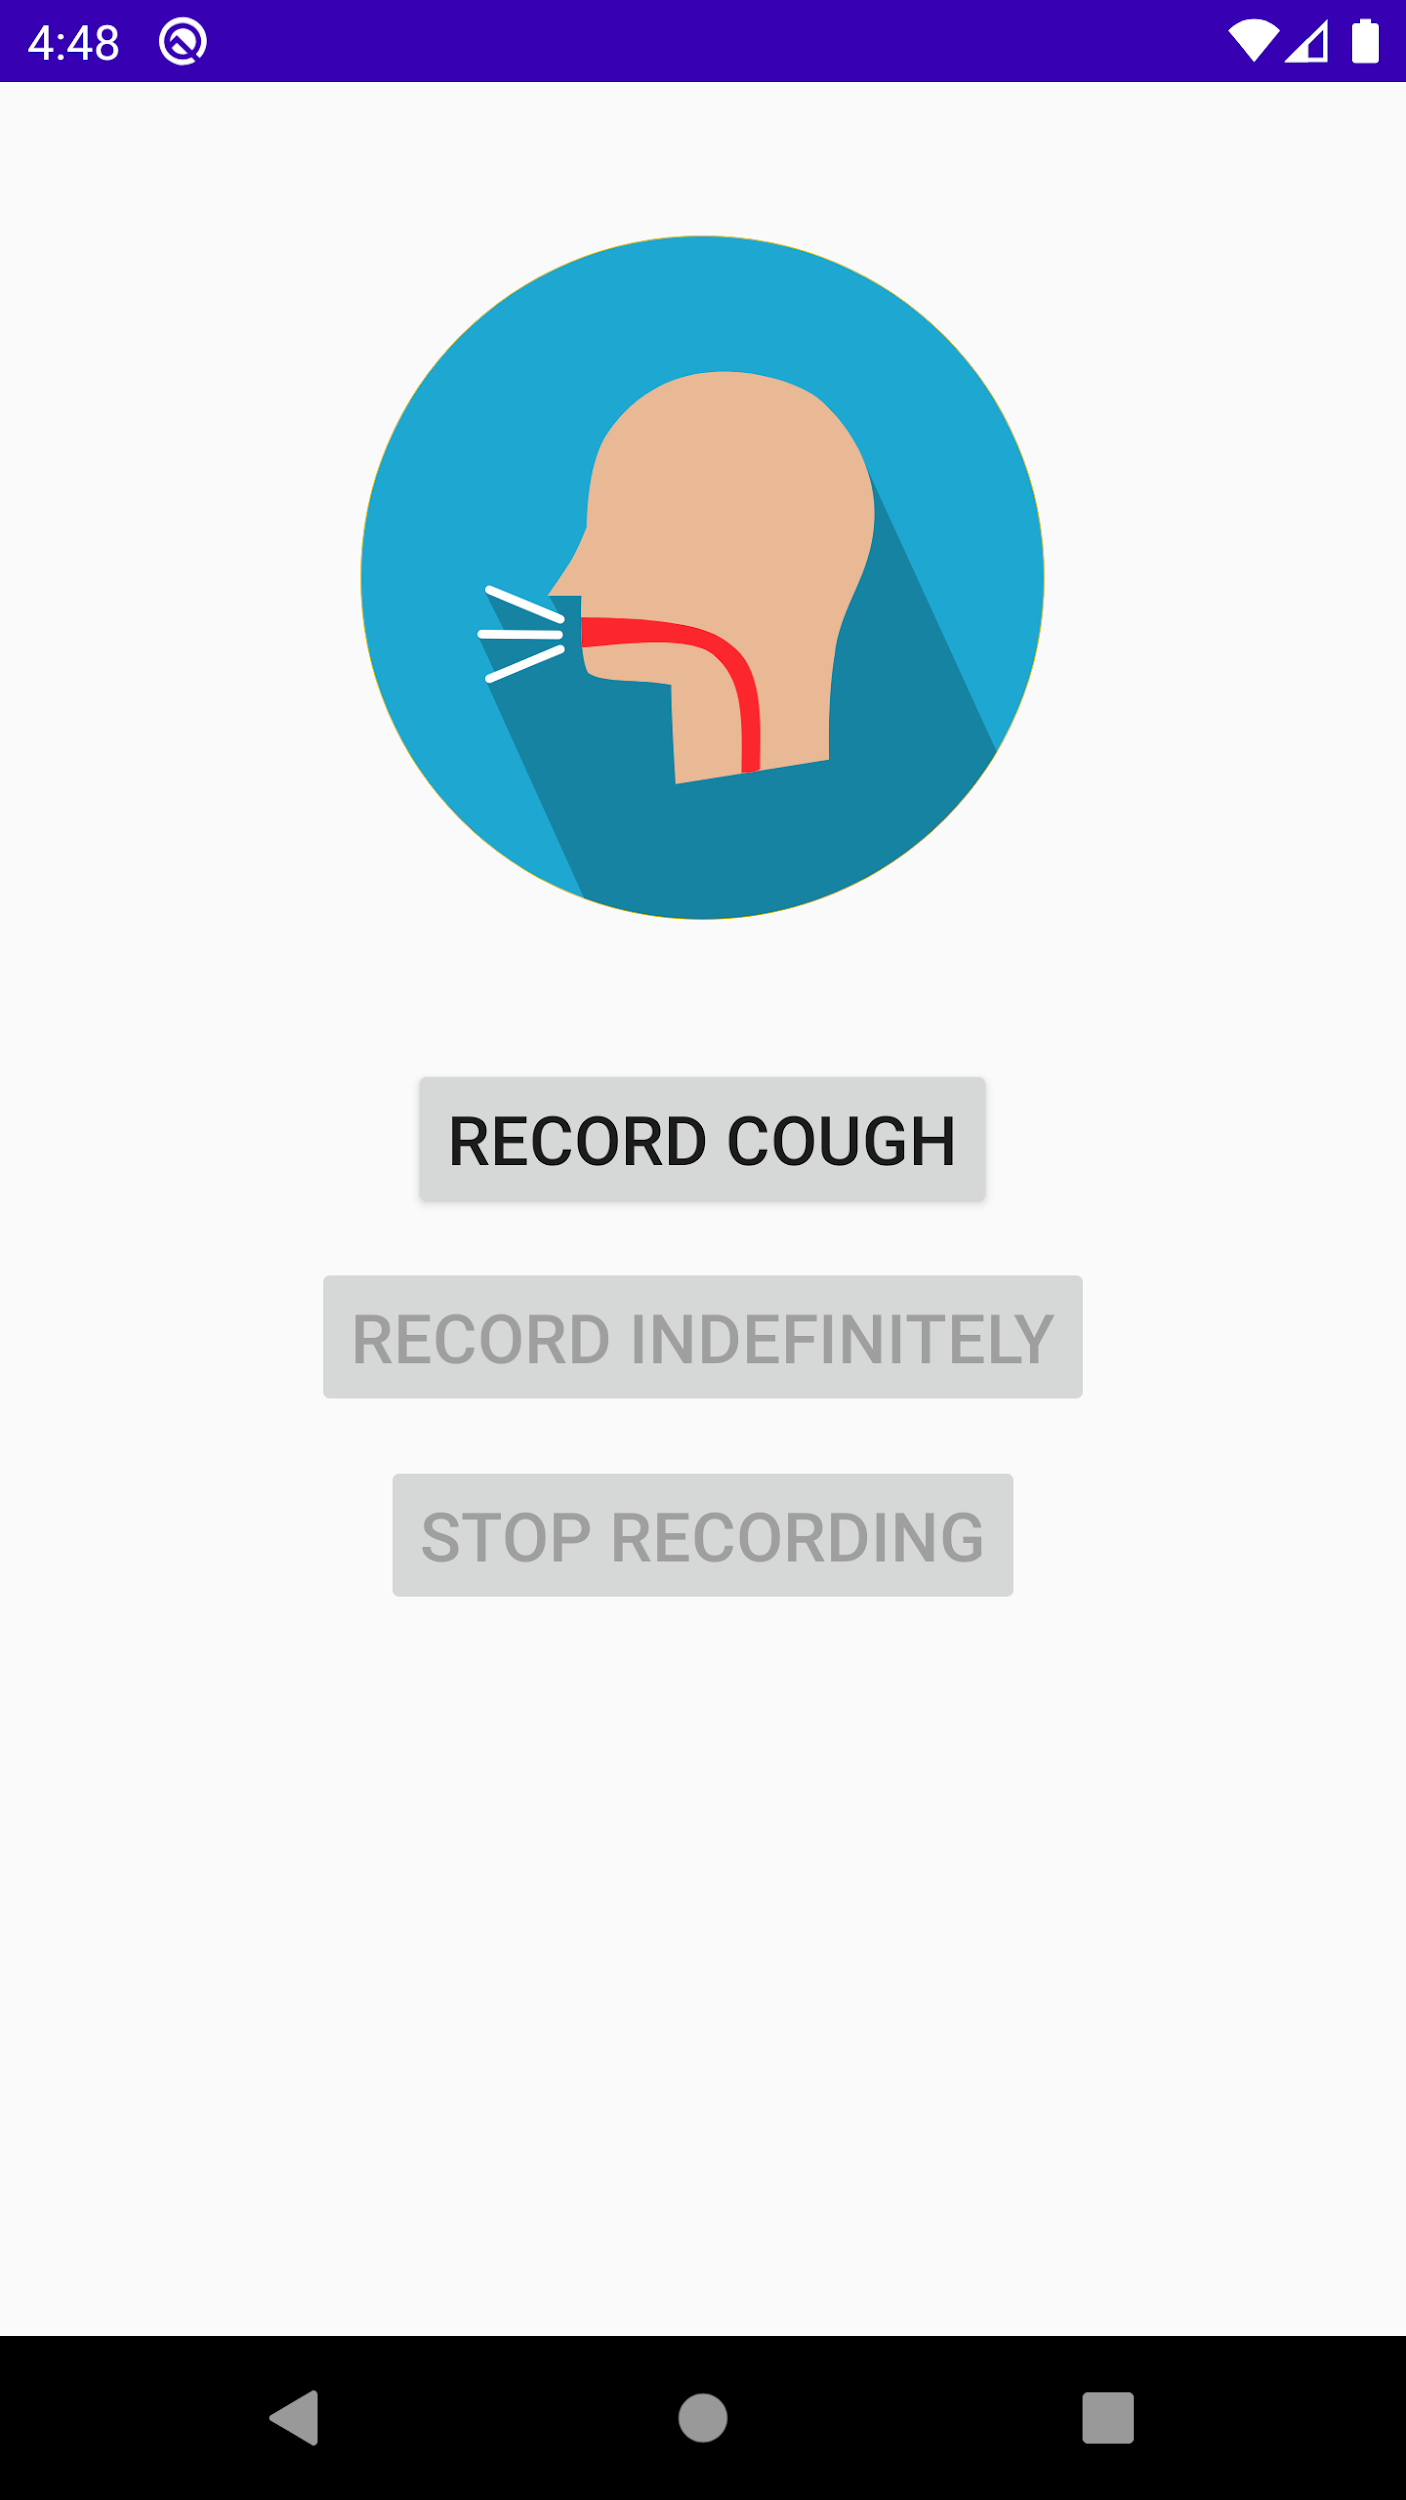 4:48
RECORD COUGH
RECORD INDEFINITELY
STOP RECORDING